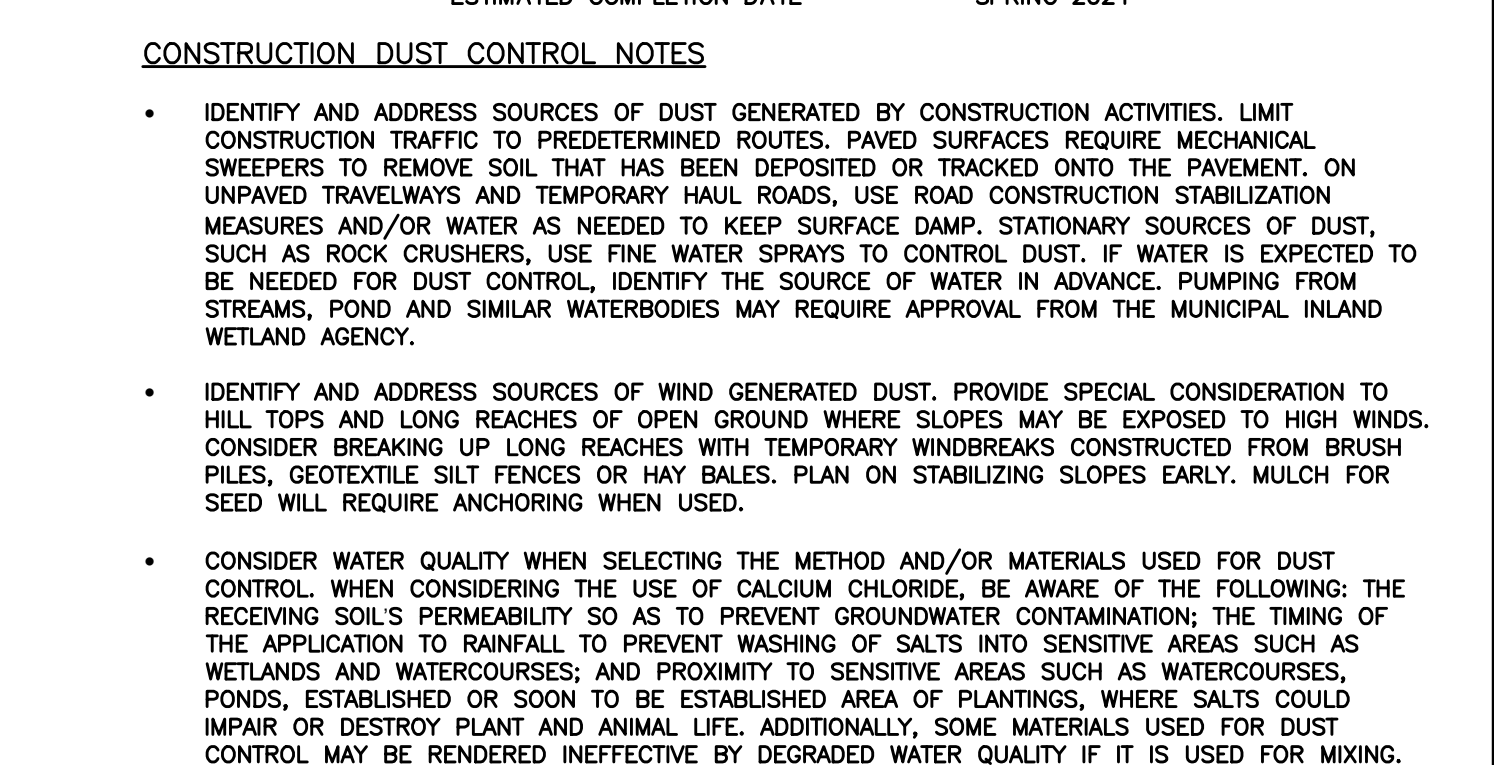 ESTIMATED COMPLETION DATE SPRING 2024
CONSTRUCTION DUST CONTROL NOTES
• IDENTIFY AND ADDRESS SOURCES OF DUST GENERATED BY CONSTRUCTION ACTIVITIES. LIMIT
CONSTRUCTION TRAFFIC TO PREDETERMINED ROUTES. PAVED SURFACES REQUIRE MECHANICAL
SWEEPERS TO REMOVE SOIL THAT HAS BEEN DEPOSITED OR TRACKED ONTO THE PAVEMENT. ON
UNPAVED TRAVELWAYS AND TEMPORARY HAUL ROADS, USE ROAD CONSTRUCTION STABILIZATION
MEASURES AND/OR WATER AS NEEDED TO KEEP SURFACE DAMP. STATIONARY SOURCES OF DUST,
SUCH AS ROCK CRUSHERS, USE FINE WATER SPRAYS TO CONTROL DUST. IF WATER IS EXPECTED TO
BE NEEDED FOR DUST CONTROL, IDENTIFY THE SOURCE OF WATER IN ADVANCE. PUMPING FROM
STREAMS, POND AND SIMILAR WATERBODIES MAY REQUIRE APPROVAL FROM THE MUNICIPAL INLAND
WETLAND AGENCY.
• IDENTIFY AND ADDRESS SOURCES OF WIND GENERATED DUST. PROVIDE SPECIAL CONSIDERATION TO
HILL TOPS AND LONG REACHES OF OPEN GROUND WHERE SLOPES MAY BE EXPOSED TO HIGH WINDS.
CONSIDER BREAKING UP LONG REACHES WITH TEMPORARY WINDBREAKS CONSTRUCTED FROM BRUSH
PILES, GEOTEXTILE SILT FENCES OR HAY BALES. PLAN ON STABILIZING SLOPES EARLY. MULCH FOR
SEED WILL REQUIRE ANCHORING WHEN USED.
• CONSIDER WATER QUALITY WHEN SELECTING THE METHOD AND/OR MATERIALS USED FOR DUST
CONTROL. WHEN CONSIDERING THE USE OF CALCIUM CHLORIDE, BE AWARE OF THE FOLLOWING: THE
RECEIVING SOIL'S PERMEABILITY SO AS TO PREVENT GROUNDWATER CONTAMINATION; THE TIMING OF
THE APPLICATION TO RAINFALL TO PREVENT WASHING OF SALTS INTO SENSITIVE AREAS SUCH AS
WETLANDS AND WATERCOURSES; AND PROXIMITY TO SENSITIVE AREAS SUCH AS WATERCOURSES,
PONDS, ESTABLISHED OR SOON TO BE ESTABLISHED AREA OF PLANTINGS, WHERE SALTS COULD
IMPAIR OR DESTROY PLANT AND ANIMAL LIFE. ADDITIONALLY, SOME MATERIALS USED FOR DUST
CONTROL MAY BE RENDERED INEFFECTIVE BY DEGRADED WATER QUALITY IF IT IS USED FOR MIXING.